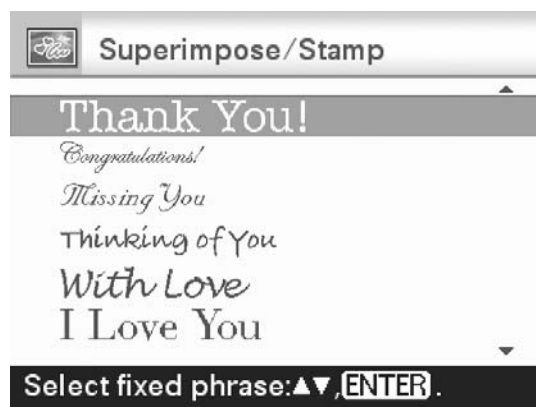 Superimpose/Stamp
Thank You!
Congratulations!
Missing You
Thinking of You
With Love
I Love You
Select fixed phrase:▲▼,ENTER.